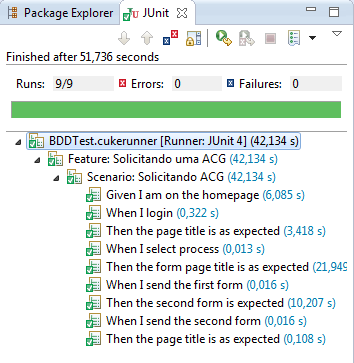 Package Explorer JUnit
Finished after 51,736 seconds
Runs: 9/9 Errors: 0 Failures: 0
BDDTest.cukerunner [Runner: JUnit 4] (42,134 s)
Feature: Solicitando uma ACG (42,134 s)
Scenario: Solicitando ACG (42,134 s)
Given I am on the homepage (6,085 s)
When I login (0,322 s)
Then the page title is as expected (3,418 s)
When I select process (0,013 s)
Then the form page title is as expected (21,949
When I send the first form (0,016 s)
Then the second form is expected (10,207 s)
When I send the second form (0,016 s)
Then the page title is as expected (0,108 s)